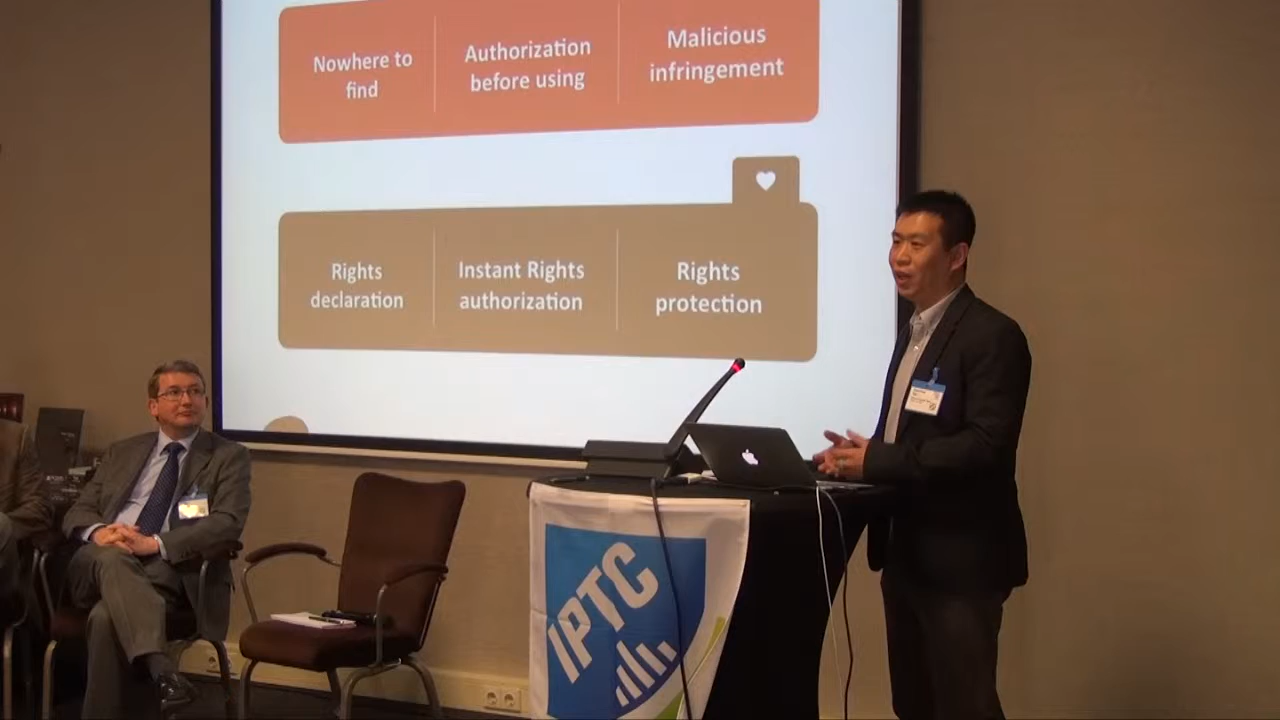 Nowhere to
find
Authorization
before using
Malicious
infringement
Rights
declaration
Instant Rights
authorization
Rights
protection
IPTC